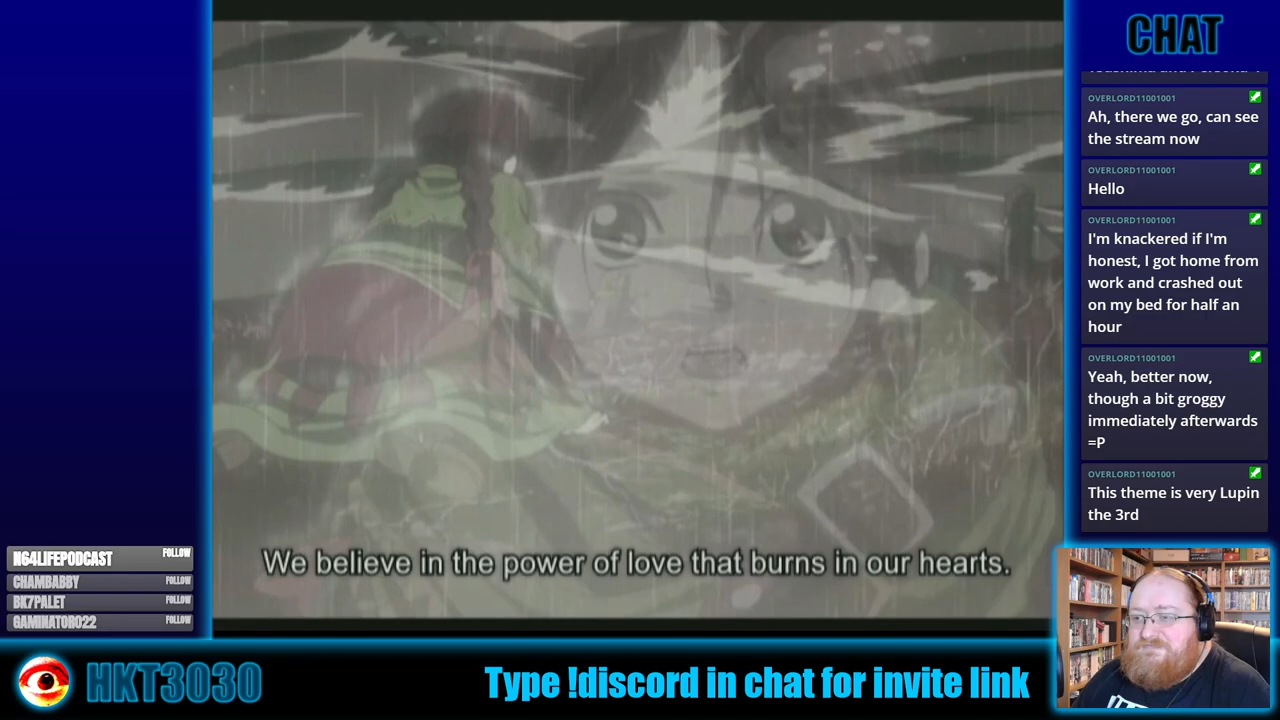 CHAT
OVERLORD11001001
Ah, there we go, can see
the stream now
OVERLORD11001001
Hello
OVERLORD11001001
I'm knackered if I'm
honest, I got home from
work and crashed out
on my bed for half an
hour
OVERLORD11001001
Yeah, better now,
though a bit groggy
immediately afterwards
=P
OVERLORD11001001
This theme is very Lupin
the 3rd
We believe in the power of love that burns in our hearts.
N64LIFEPODCAST FOLLOW
CHAMBABBY FOLLOW
BK7PALET FOLLOW
GAMINATOR022 FOLLOW
HKT3030
Type !discord in chat for invite link